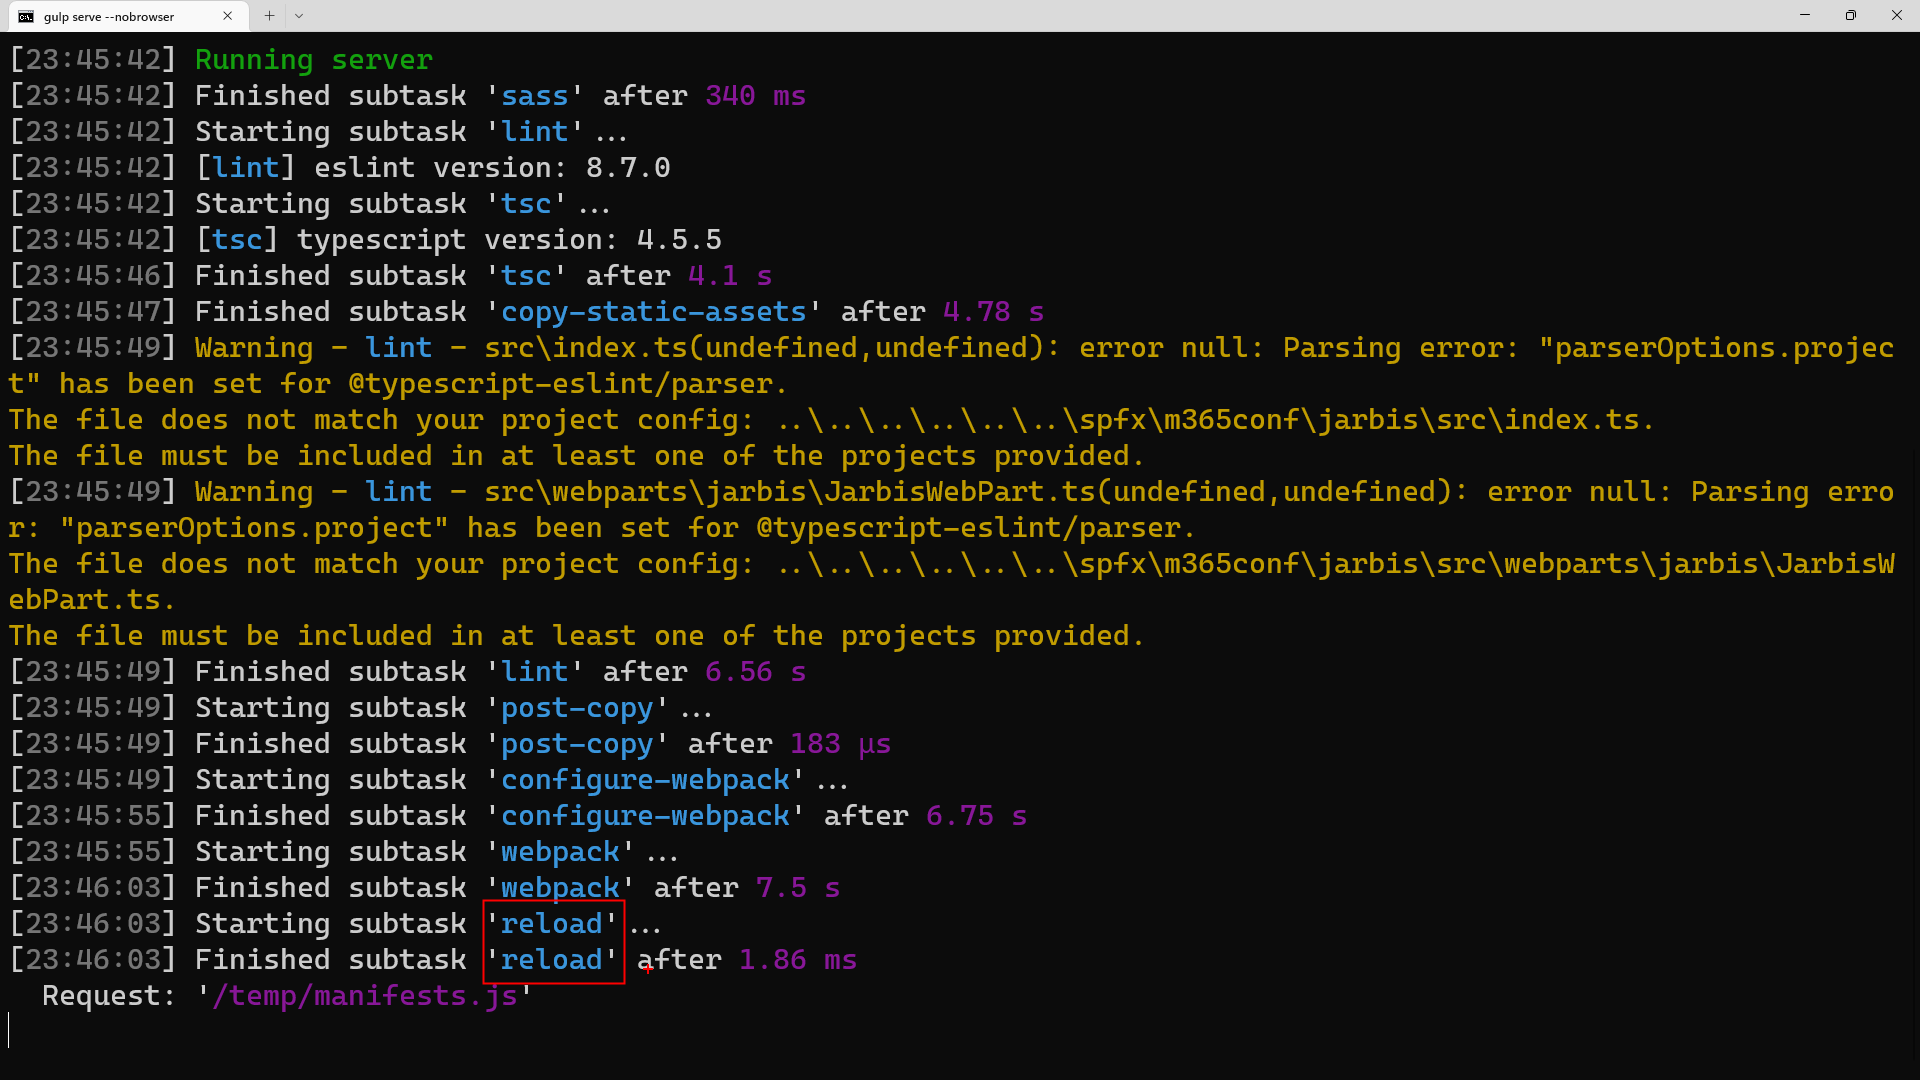 gulp serve --nobrowser
[23:45:42] Running server
[23:45:42] Finished subtask 'sass' after 340 ms
[23:45:42] Starting subtask 'lint'...
[23:45:42] [lint] eslint version: 8.7.0
[23:45:42] Starting subtask 'tsc'...
[23:45:42] [tsc] typescript version: 4.5.5
[23:45:46] Finished subtask 'tsc' after 4.1 s
[23:45:47] Finished subtask 'copy-static-assets' after 4.78 s
[23:45:49] Warning - lint - src\index.ts(undefined,undefined): error null: Parsing error: "parserOptions.projec
t" has been set for @typescript-eslint/parser.
The file does not match your project config: ..\..\..\..\..\..\spfx\m365conf\jarbis\src\index.ts.
The file must be included in at least one of the projects provided.
[23:45:49] Warning - lint - src\webparts\jarbis\JarbisWebPart.ts(undefined,undefined): error null: Parsing erro
r: "parserOptions.project" has been set for @typescript-eslint/parser.
The file does not match your project config: ..\..\..\..\..\..\spfx\m365conf\jarbis\src\webparts\jarbis\JarbisW
ebPart.ts.
The file must be included in at least one of the projects provided.
[23:45:49] Finished subtask 'lint' after 6.56 s
[23:45:49] Starting subtask 'post-copy'...
[23:45:49] Finished subtask 'post-copy' after 183 μs
[23:45:49] Starting subtask 'configure-webpack'...
[23:45:55] Finished subtask 'configure-webpack' after 6.75 s
[23:45:55] Starting subtask 'webpack'...
[23:46:03] Finished subtask 'webpack' after 7.5 s
[23:46:03] Starting subtask 'reload'...
[23:46:03] Finished subtask 'reload' after 1.86 ms
Request: '/temp/manifests.js'